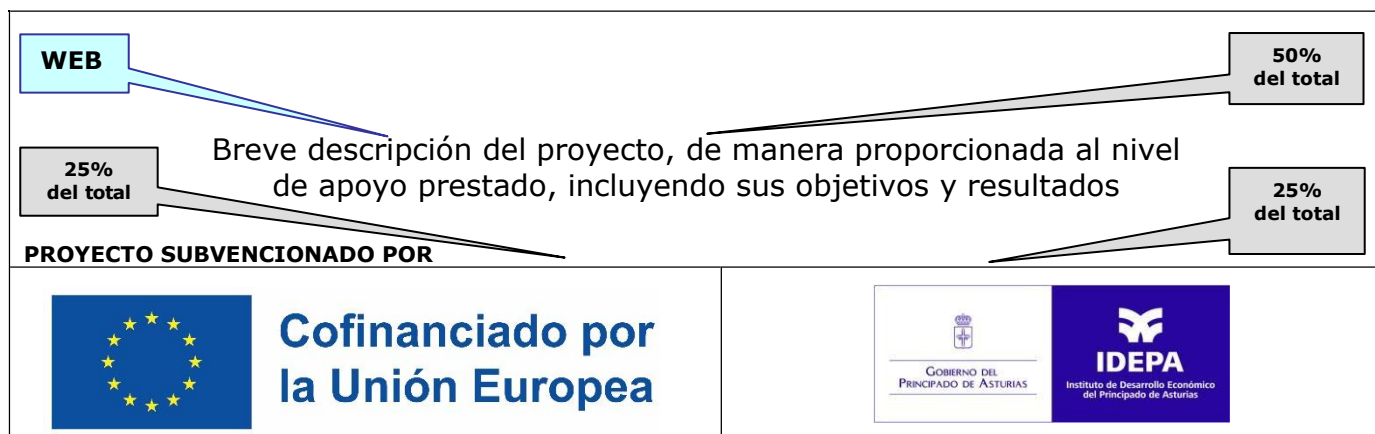 WEB
50%
del total
Breve descripción del proyecto, de manera proporcionada al nivel
de apoyo prestado, incluyendo sus objetivos y resultados
25%
del total
25%
del total
PROYECTO SUBVENCIONADO POR
Cofinanciado por
la Unión Europea
GOBIERNO DEL
PRINCIPADO DE ASTURIAS
IDEPA
Instituto de Desarrollo Económico
del Principado de Asturias